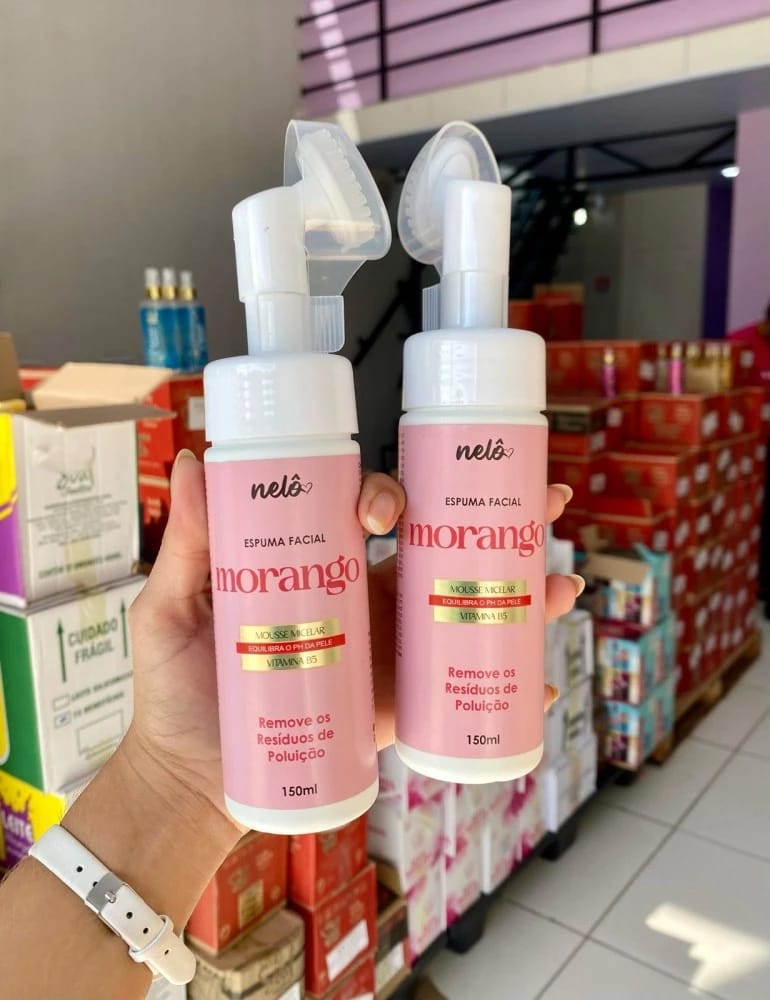 nelô
ESPUMA FACIAL
morango
MOUSSE MICELAR
EQUILIBRA O PH DA PELE
VITAMINA B5
Remove os
Resíduos de
Poluição
150ml
nelô
ESPUMA FACIAL
morango
MOUSSE MICELAR
EQUILIBRA O PH DA PELE
VITAMINA B5
Remove os
Resíduos de
Poluição
150ml
CUIDADO
FRÁGIL